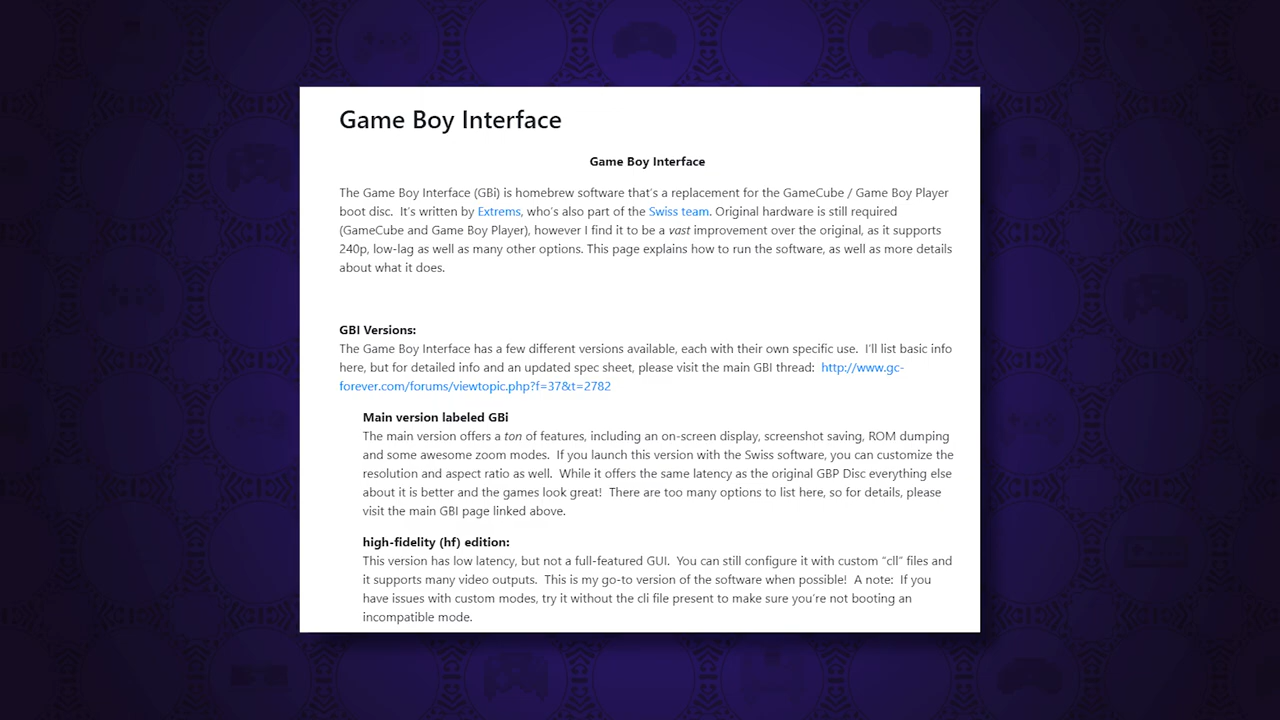 Game Boy Interface
Game Boy Interface
The Game Boy Interface (GBi) is homebrew software that's a replacement for the GameCube / Game Boy Player
boot disc.  It's written by Extrems, who's also part of the Swiss team. Original hardware is still required
(GameCube and Game Boy Player), however I find it to be a vast improvement over the original, as it supports
240p, low-lag as well as many other options. This page explains how to run the software, as well as more details
about what it does.
GBI Versions:
The Game Boy Interface has a few different versions available, each with their own specific use.  I'll list basic info
here, but for detailed info and an updated spec sheet, please visit the main GBI thread:  http://www.gc-
forever.com/forums/viewtopic.php?f=37&t=2782
Main version labeled GBi
The main version offers a ton of features, including an on-screen display, screenshot saving, ROM dumping
and some awesome zoom modes.  If you launch this version with the Swiss software, you can customize the
resolution and aspect ratio as well.  While it offers the same latency as the original GBP Disc everything else
about it is better and the games look great!  There are too many options to list here, so for details, please
visit the main GBI page linked above.
high-fidelity (hf) edition:
This version has low latency, but not a full-featured GUI.  You can still configure it with custom "cll" files and
it supports many video outputs.  This is my go-to version of the software when possible!  A note:  If you
have issues with custom modes, try it without the cli file present to make sure you're not booting an
incompatible mode.